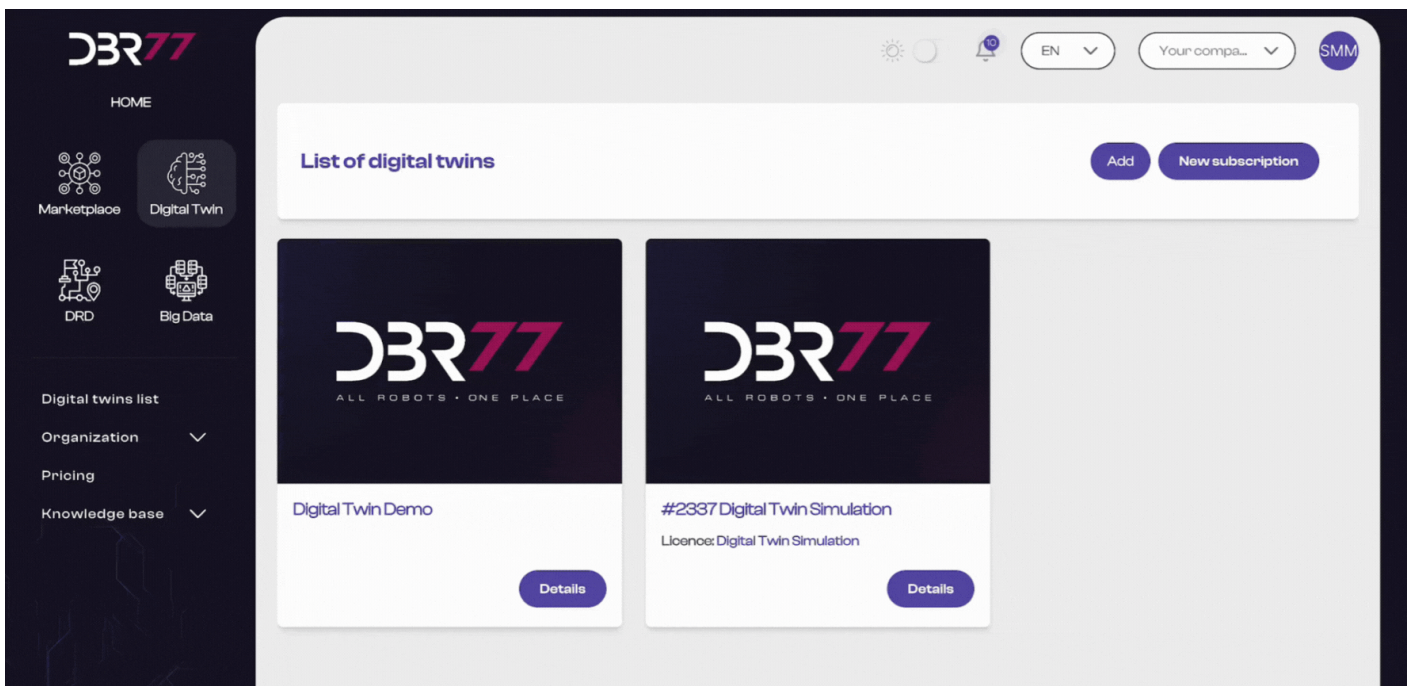 DBR77
HOME
Marketplace
Digital Twin
DRD
Big Data
Digital twins list
Organization
Pricing
Knowledge base
10
EN
Your compa...
SMM
List of digital twins
Add
New subscription
DBR77
ALL ROBOTS • ONE PLACE
Digital Twin Demo
Details
DBR77
ALL ROBOTS • ONE PLACE
#2337 Digital Twin Simulation
Licence: Digital Twin Simulation
Details